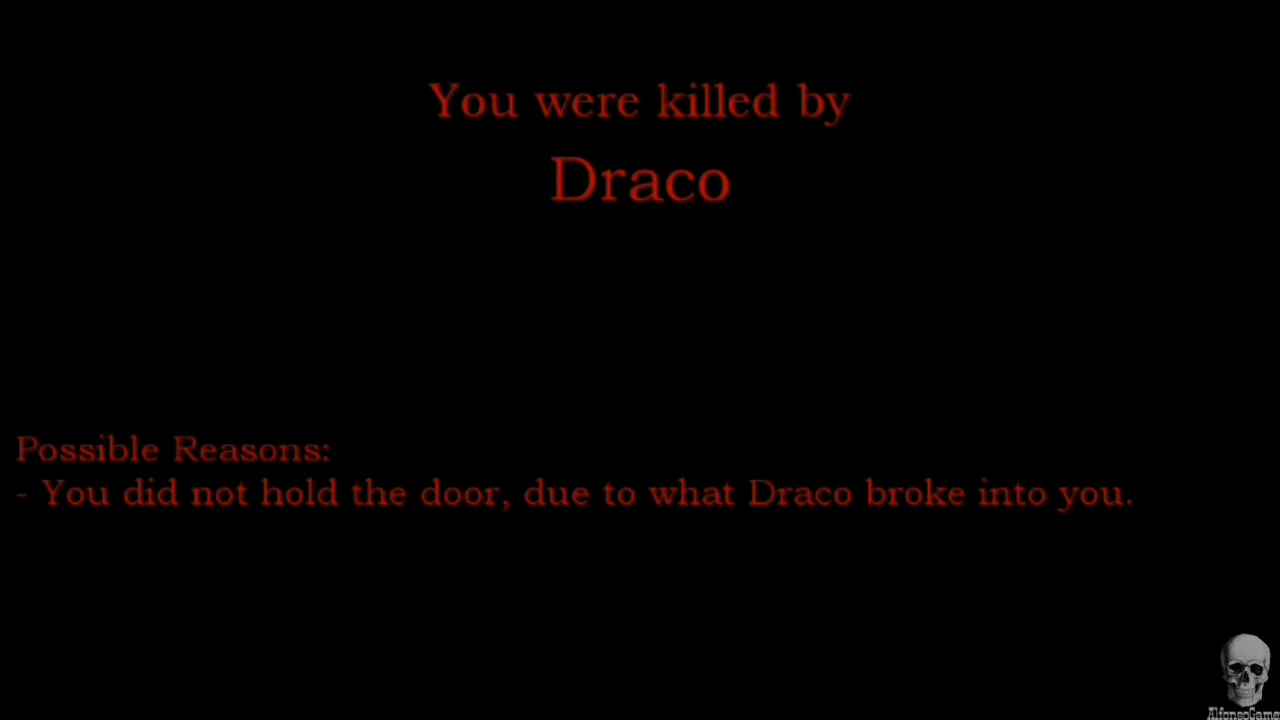 You were killed by
Draco
Possible Reasons:
- You did not hold the door, due to what Draco broke into you.
AlfonsoGame